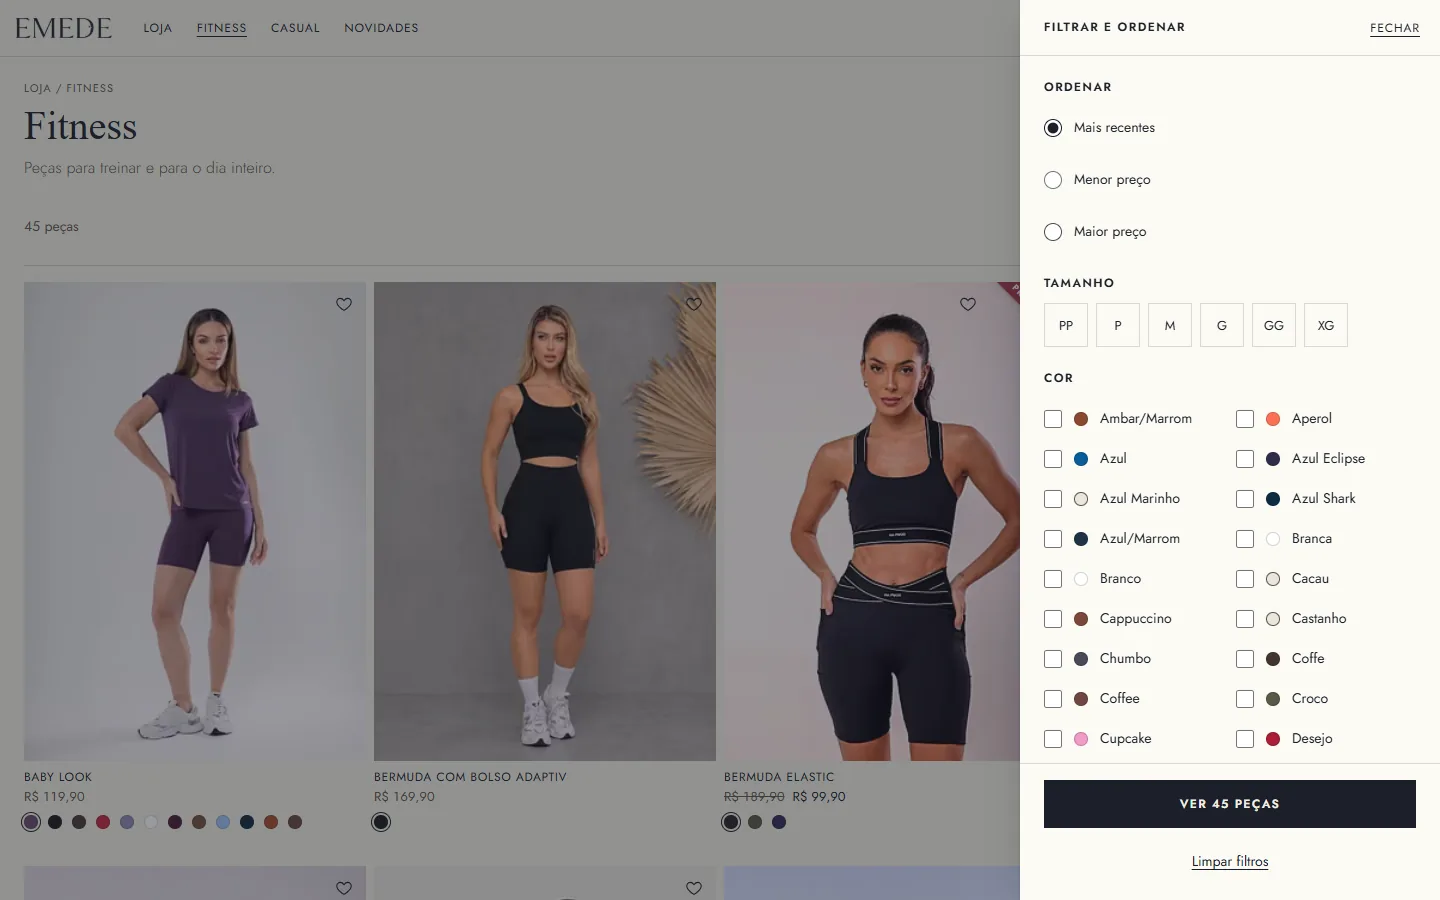 EMEDE LOJA FITNESS CASUAL NOVIDADES
LOJA / FITNESS
Fitness
Peças para treinar e para o dia inteiro.
45 peças
BABY LOOK
R$ 119,90
BERMUDA COM BOLSO ADAPTIV
R$ 169,90
BERMUDA ELASTIC
R$ 189,90 R$ 99,90
FILTRAR E ORDENAR FECHAR
ORDENAR
Mais recentes
Menor preço
Maior preço
TAMANHO
PP P M G GG XG
COR
Ambar/Marrom Aperol
Azul Azul Eclipse
Azul Marinho Azul Shark
Azul/Marrom Branca
Branco Cacau
Cappuccino Castanho
Chumbo Coffe
Coffee Croco
Cupcake Desejo
VER 45 PEÇAS
Limpar filtros